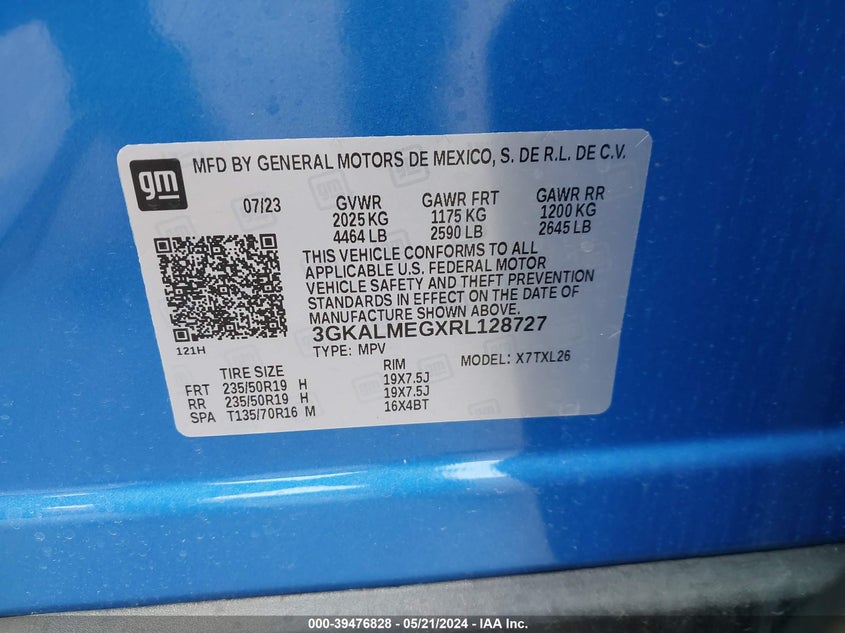 gm
MFD BY GENERAL MOTORS DE MEXICO, S. DE R.L. DE C.V.
07/23 GVWR GAWR FRT GAWR RR
2025 KG 1175 KG 1200 KG
4464 LB 2590 LB 2645 LB
THIS VEHICLE CONFORMS TO ALL
APPLICABLE U.S. FEDERAL MOTOR
VEHICLE SAFETY AND THEFT PREVENTION
STANDARDS IN EFFECT ON THE DATE OF
MANUFACTURE SHOWN ABOVE.
3GKALMEGXRL128727
121H
TYPE: MPV MODEL: X7TXL26
TIRE SIZE RIM
FRT 235/50R19 H 19X7.5J
RR 235/50R19 H 19X7.5J
SPA T135/70R16 M 16X4BT
000-39476828 - 05/21/2024 - IAA Inc.